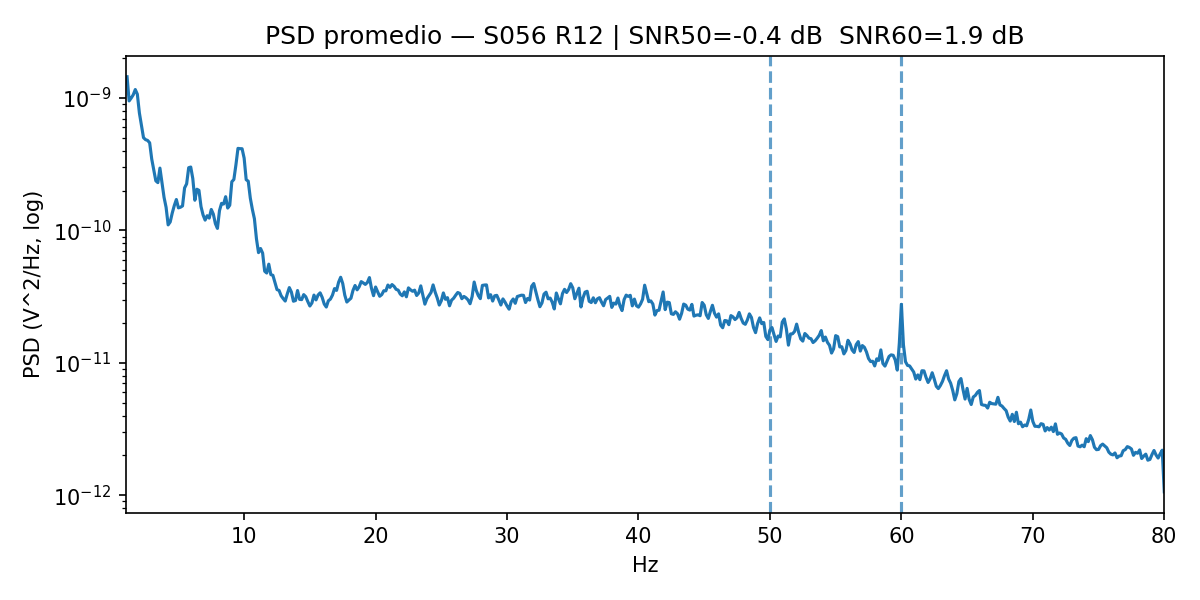 PSD promedio — S056 R12 | SNR50=-0.4 dB  SNR60=1.9 dB
PSD (V^2/Hz, log)
10⁻⁹
10⁻¹⁰
10⁻¹¹
10⁻¹²
10 20 30 40 50 60 70 80
Hz